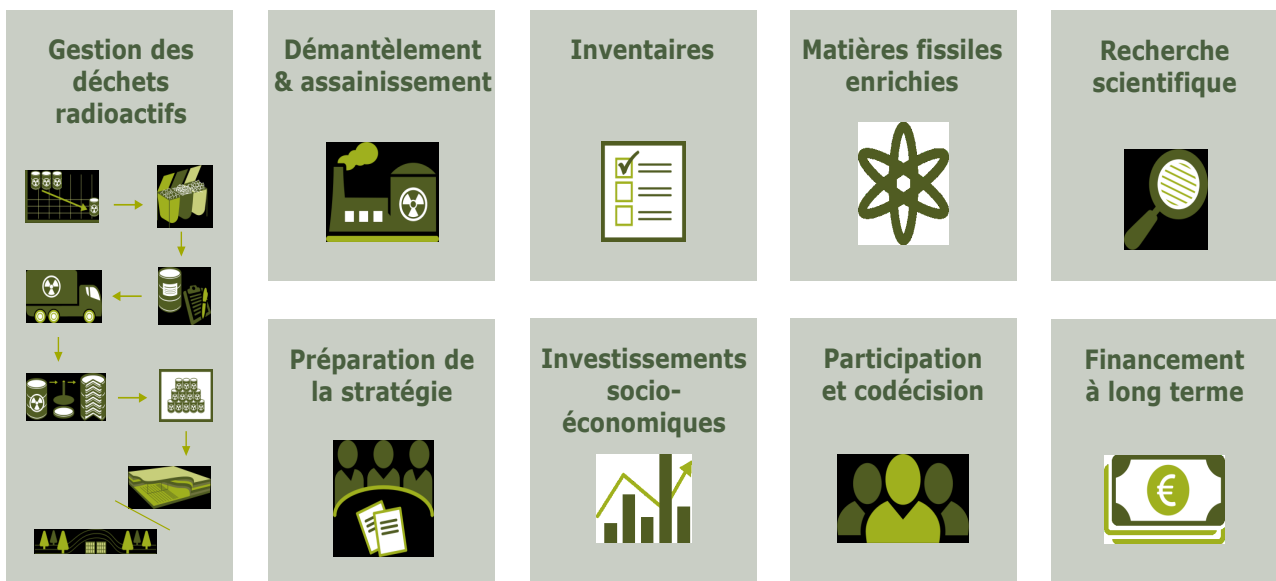 Gestion des
déchets
radioactifs
Démantèlement
& assainissement
Inventaires
Matières fissiles
enrichies
Recherche
scientifique
Préparation de
la stratégie
Investissements
socio-
économiques
Participation
et codécision
Financement
à long terme
€